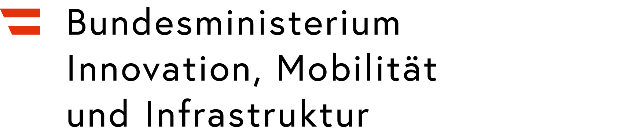 Bundesministerium
Innovation, Mobilität
und Infrastruktur